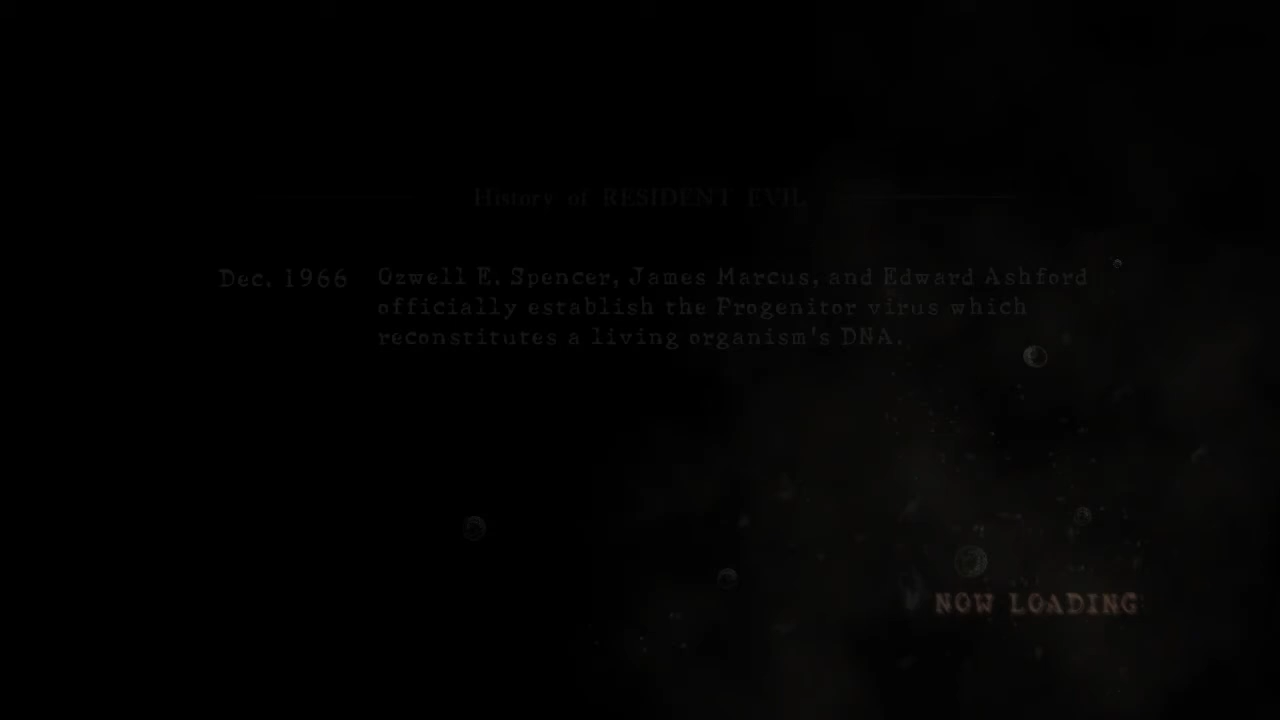 History of RESIDENT EVIL
Dec. 1966 Ozwell E. Spencer, James Marcus, and Edward Ashford
officially establish the Progenitor virus which
reconstitutes a living organism's DNA.
NOW LOADING